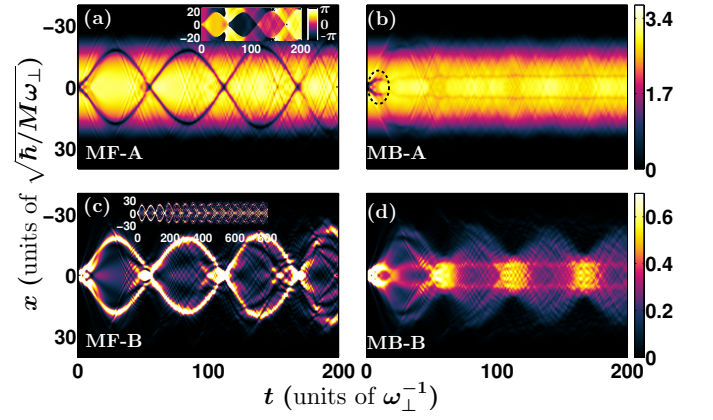 (a)
20
0
-20
0 100 200
π
0
-π
(b)
3.4
1.7
0
−30
0
30
MF-A
MB-A
(c)
30
0
−30
0 200 400 600 800
(d)
0.6
0.4
0.2
0
−30
0
30
MF-B
MB-B
0 100 200
0 100 200
x (units of √ħ/Mω⊥)
t (units of ω⊥⁻¹)